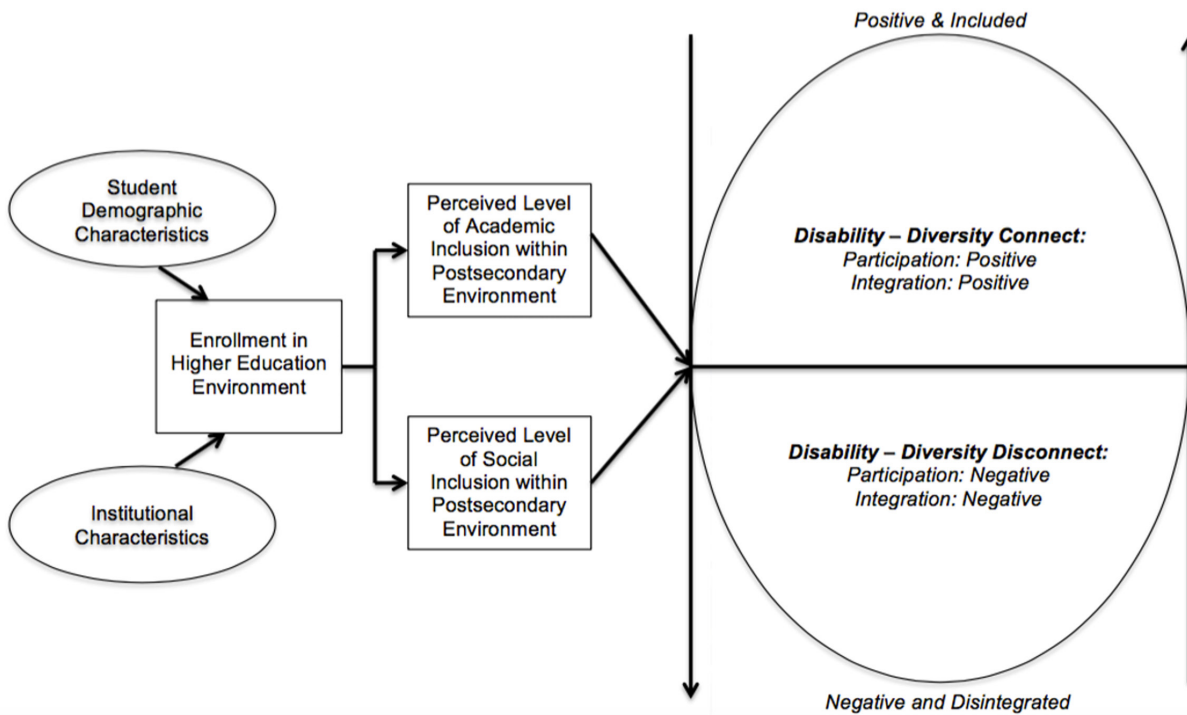 Positive & Included
Student
Demographic
Characteristics
Perceived Level
of Academic
Inclusion within
Postsecondary
Environment
Disability – Diversity Connect:
Participation: Positive
Integration: Positive
Enrollment in
Higher Education
Environment
Perceived Level
of Social
Inclusion within
Postsecondary
Environment
Disability – Diversity Disconnect:
Participation: Negative
Integration: Negative
Institutional
Characteristics
Negative and Disintegrated